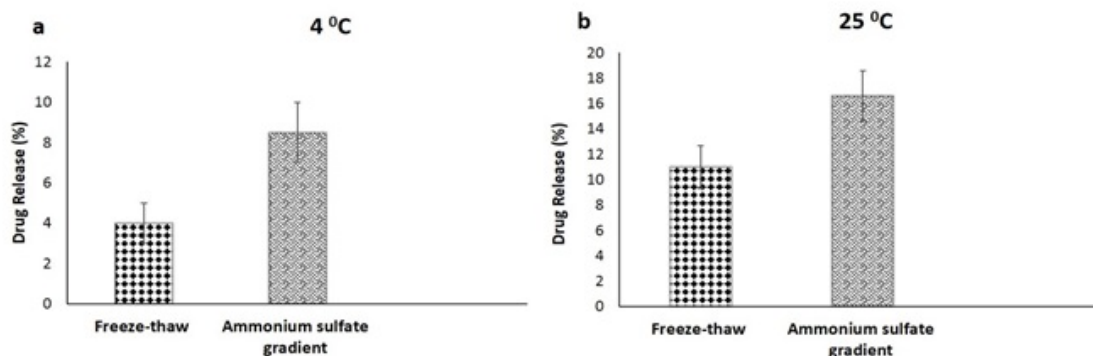 a
4 ⁰C
12
10
8
6
4
2
0
Drug Release (%)
Freeze-thaw
Ammonium sulfate
gradient
b
25 ⁰C
20
18
16
14
12
10
8
6
4
2
0
Drug Release (%)
Freeze-thaw
Ammonium sulfate
gradient